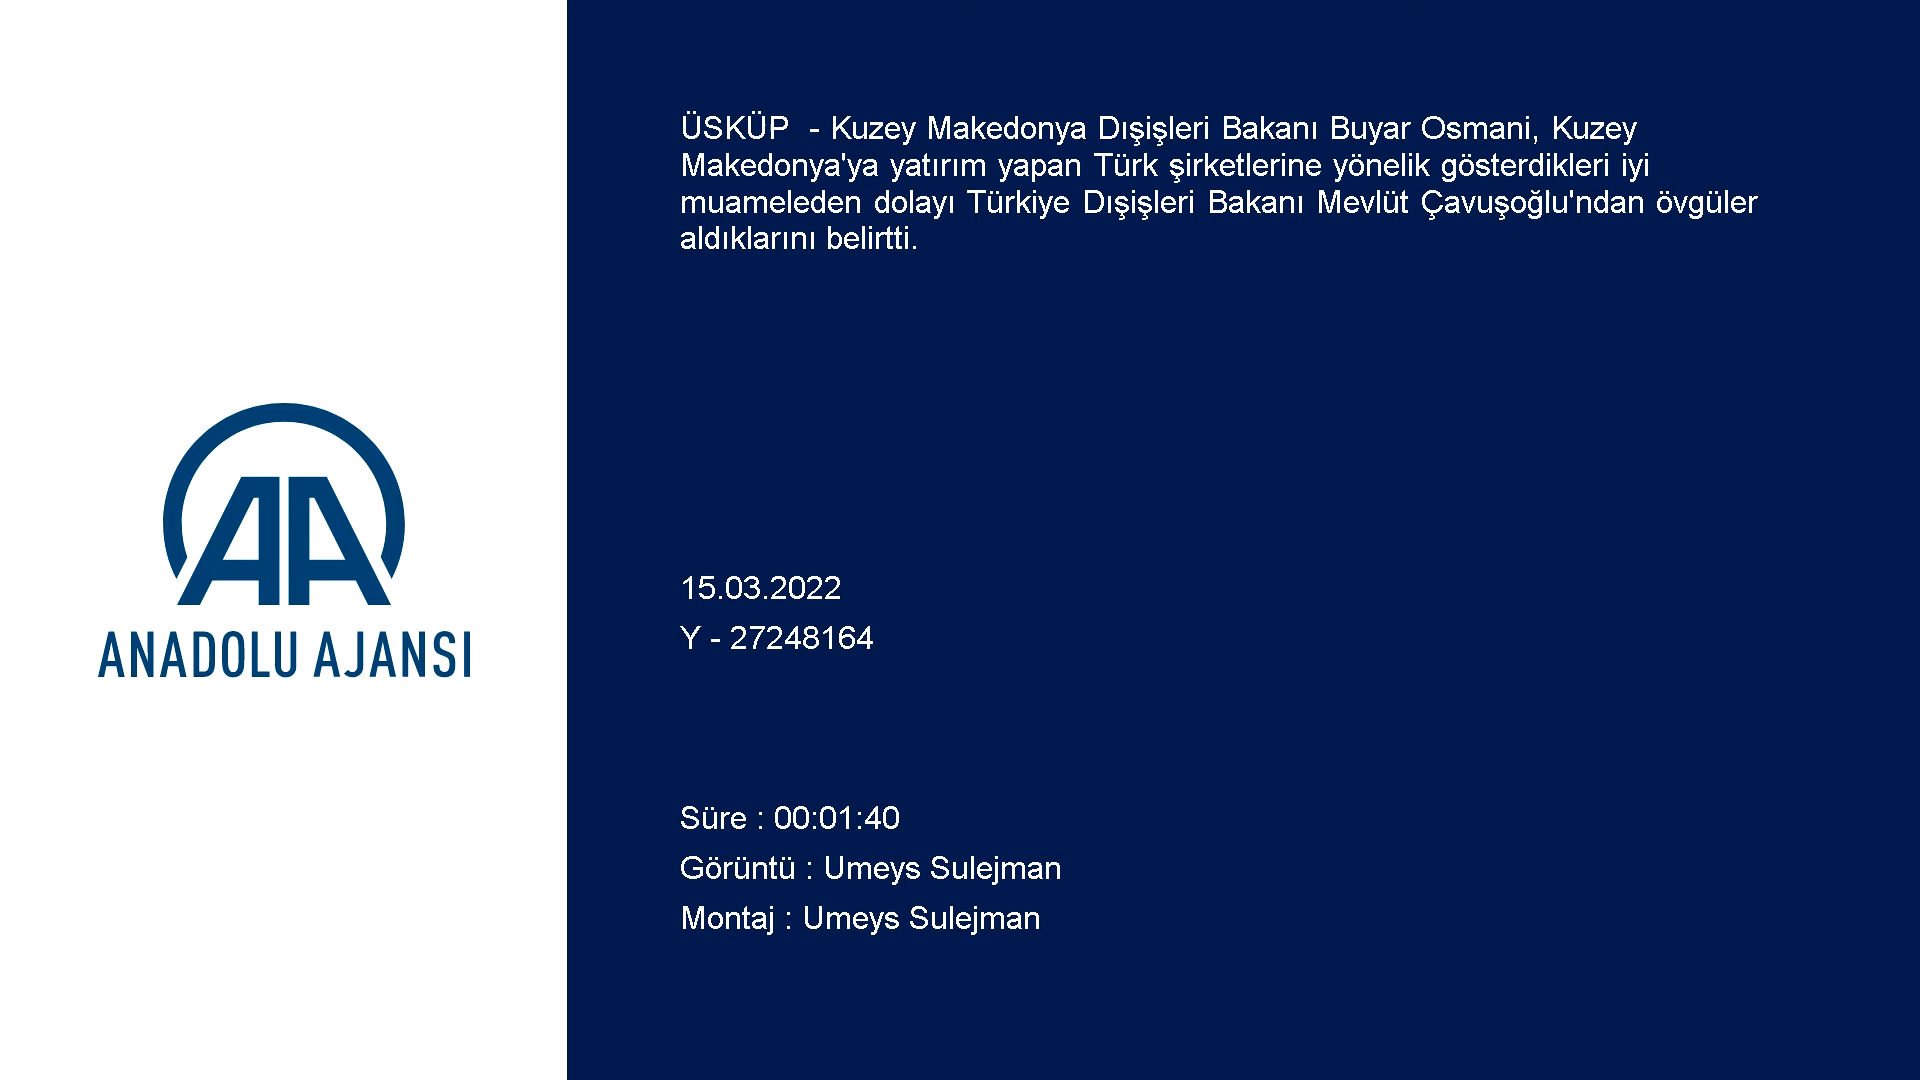 ÜSKÜP  - Kuzey Makedonya Dışişleri Bakanı Buyar Osmani, Kuzey
Makedonya'ya yatırım yapan Türk şirketlerine yönelik gösterdikleri iyi
muameleden dolayı Türkiye Dışişleri Bakanı Mevlüt Çavuşoğlu'ndan övgüler
aldıklarını belirtti.
AA
ANADOLU AJANSI
15.03.2022
Y - 27248164
Süre : 00:01:40
Görüntü : Umeys Sulejman
Montaj : Umeys Sulejman